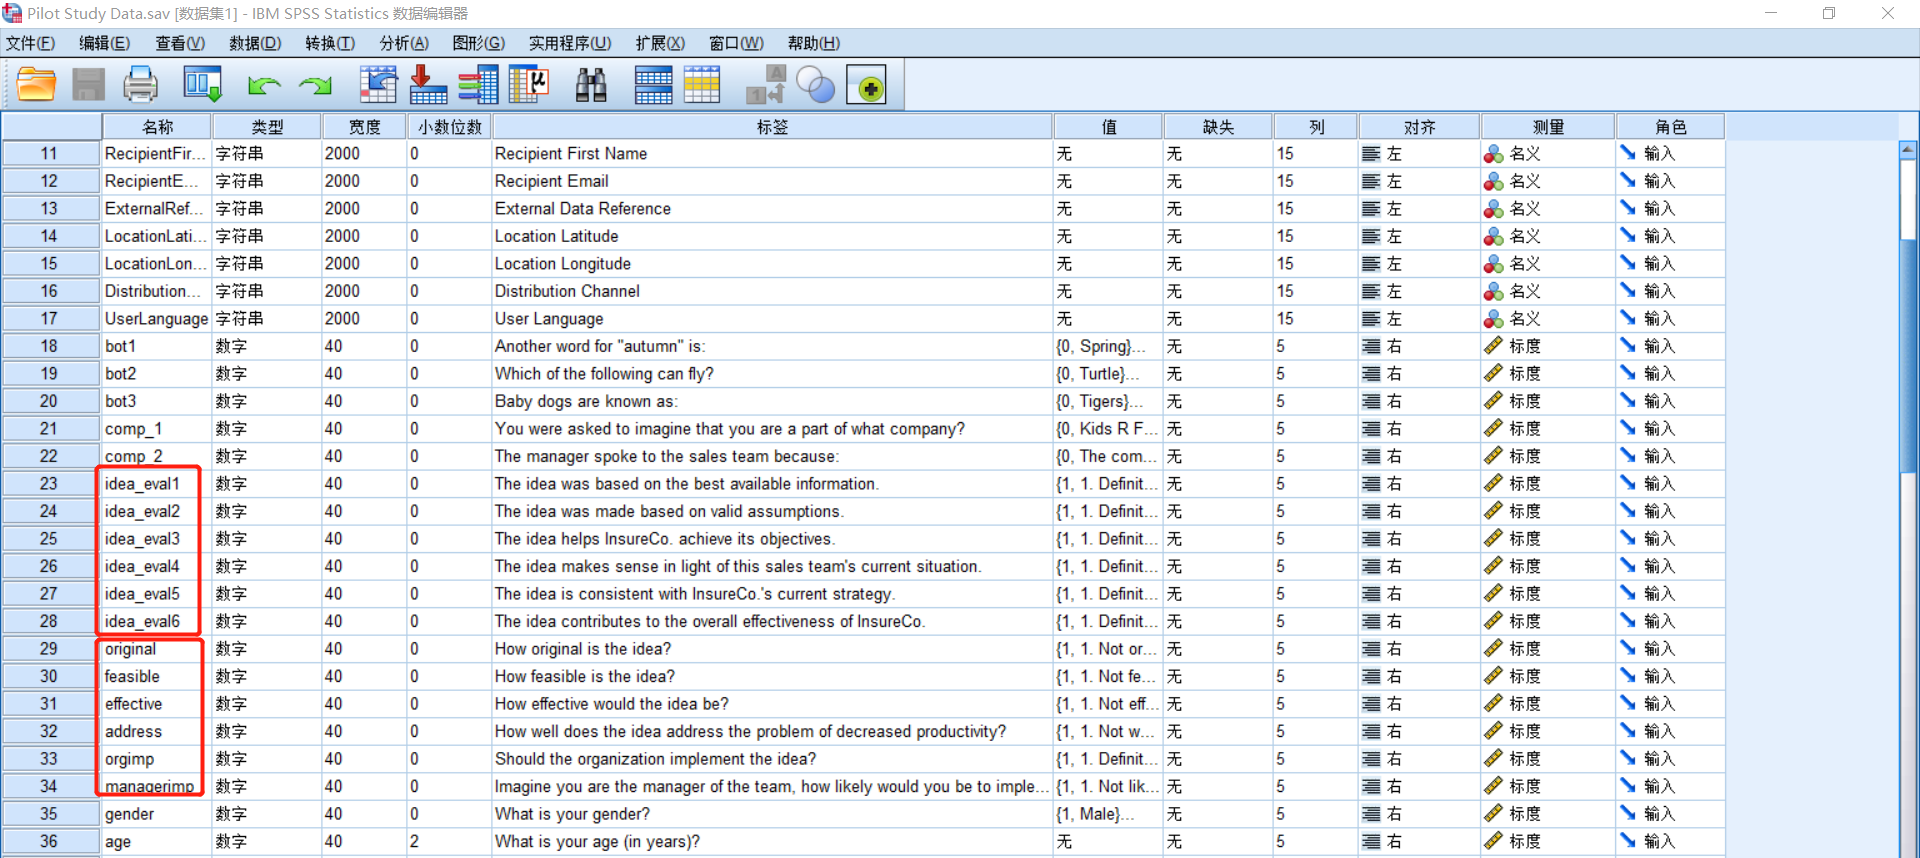 Pilot Study Data.sav [数据集1] - IBM SPSS Statistics 数据编辑器
文件(F) 编辑(E) 查看(V) 数据(D) 转换(T) 分析(A) 图形(G) 实用程序(U) 扩展(X) 窗口(W) 帮助(H)
名称 类型 宽度 小数位数 标签 值 缺失 列 对齐 测量 角色
11 RecipientFir... 字符串 2000 0 Recipient First Name 无 无 15 左 名义 输入
12 RecipientE... 字符串 2000 0 Recipient Email 无 无 15 左 名义 输入
13 ExternalRef... 字符串 2000 0 External Data Reference 无 无 15 左 名义 输入
14 LocationLati... 字符串 2000 0 Location Latitude 无 无 15 左 名义 输入
15 LocationLon... 字符串 2000 0 Location Longitude 无 无 15 左 名义 输入
16 Distribution... 字符串 2000 0 Distribution Channel 无 无 15 左 名义 输入
17 UserLanguage 字符串 2000 0 User Language 无 无 15 左 名义 输入
18 bot1 数字 40 0 Another word for "autumn" is: {0, Spring}... 无 5 右 标度 输入
19 bot2 数字 40 0 Which of the following can fly? {0, Turtle}... 无 5 右 标度 输入
20 bot3 数字 40 0 Baby dogs are known as: {0, Tigers}... 无 5 右 标度 输入
21 comp_1 数字 40 0 You were asked to imagine that you are a part of what company? {0, Kids R F... 无 5 右 标度 输入
22 comp_2 数字 40 0 The manager spoke to the sales team because: {0, The com... 无 5 右 标度 输入
23 idea_eval1 数字 40 0 The idea was based on the best available information. {1, 1. Definit... 无 5 右 标度 输入
24 idea_eval2 数字 40 0 The idea was made based on valid assumptions. {1, 1. Definit... 无 5 右 标度 输入
25 idea_eval3 数字 40 0 The idea helps InsureCo. achieve its objectives. {1, 1. Definit... 无 5 右 标度 输入
26 idea_eval4 数字 40 0 The idea makes sense in light of this sales team's current situation. {1, 1. Definit... 无 5 右 标度 输入
27 idea_eval5 数字 40 0 The idea is consistent with InsureCo.'s current strategy. {1, 1. Definit... 无 5 右 标度 输入
28 idea_eval6 数字 40 0 The idea contributes to the overall effectiveness of InsureCo. {1, 1. Definit... 无 5 右 标度 输入
29 original 数字 40 0 How original is the idea? {1, 1. Not or... 无 5 右 标度 输入
30 feasible 数字 40 0 How feasible is the idea? {1, 1. Not fe... 无 5 右 标度 输入
31 effective 数字 40 0 How effective would the idea be? {1, 1. Not eff... 无 5 右 标度 输入
32 address 数字 40 0 How well does the idea address the problem of decreased productivity? {1, 1. Not w... 无 5 右 标度 输入
33 orgimp 数字 40 0 Should the organization implement the idea? {1, 1. Definit... 无 5 右 标度 输入
34 managerimp 数字 40 0 Imagine you are the manager of the team, how likely would you be to imple... {1, 1. Not lik... 无 5 右 标度 输入
35 gender 数字 40 0 What is your gender? {1, Male}... 无 5 右 标度 输入
36 age 数字 40 2 What is your age (in years)? 无 无 5 右 标度 输入